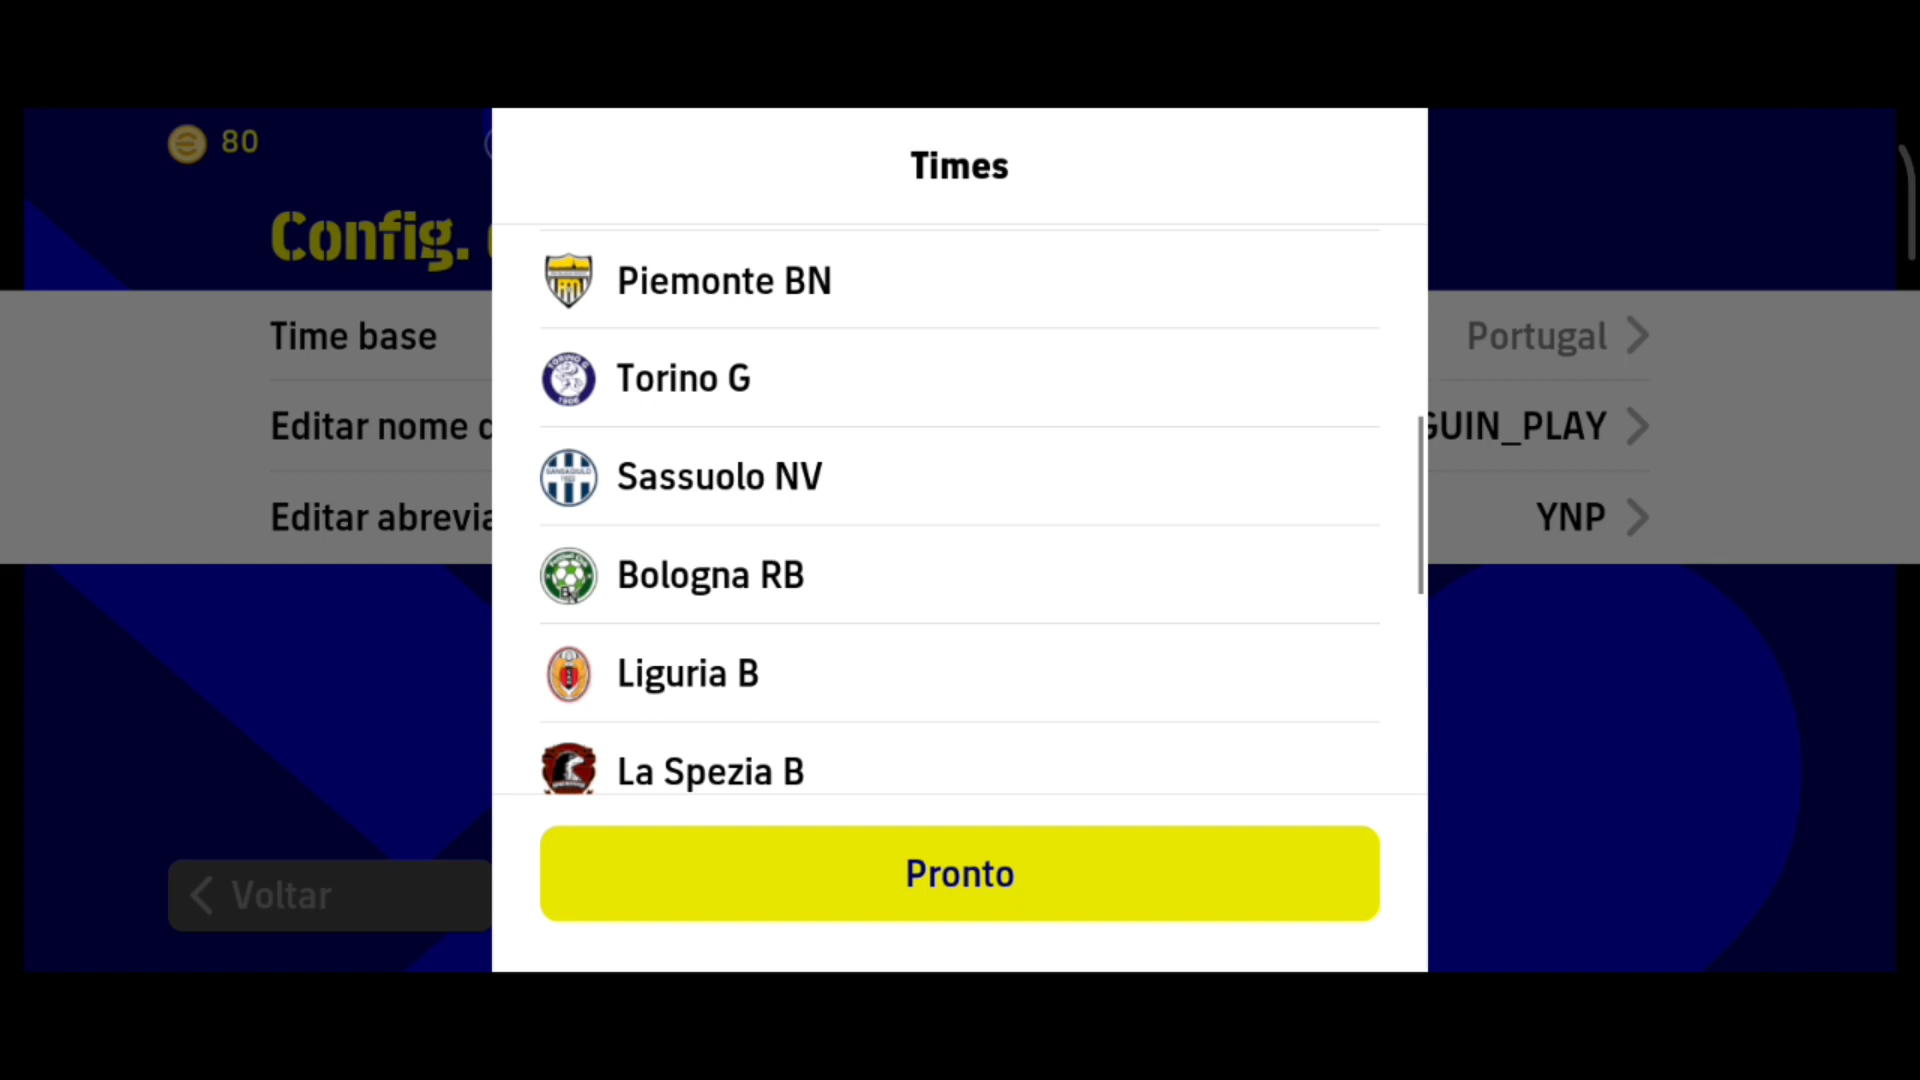 80
Config.
Times
Piemonte BN
Time base
Portugal
Torino G
Editar nome
GUIN_PLAY
Sassuolo NV
Editar abrevia
YNP
Bologna RB
Liguria B
La Spezia B
Pronto
Voltar